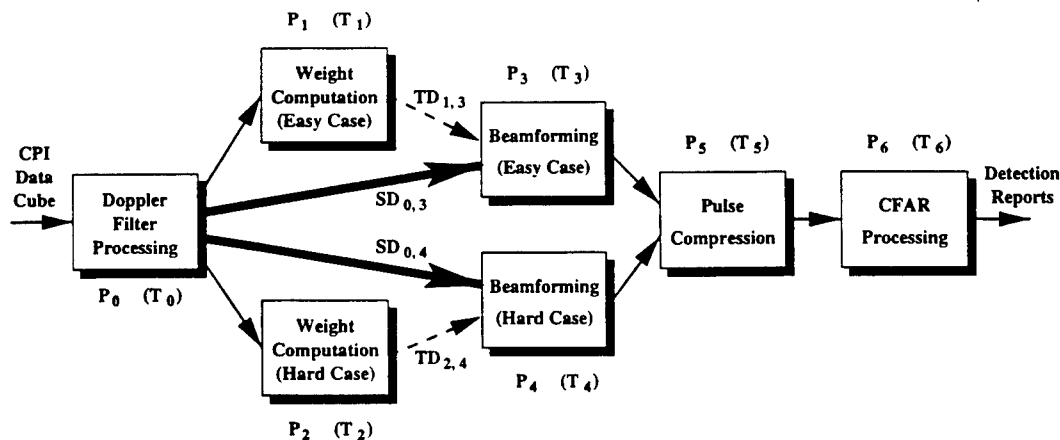 P1 (T1)
Weight
Computation
(Easy Case)
TD1,3
P3 (T3)
Beamforming
(Easy Case)
CPI
Data
Cube
Doppler
Filter
Processing
P0 (T0)
SD0,3
SD0,4
P5 (T5)
Pulse
Compression
P6 (T6)
CFAR
Processing
Detection
Reports
Beamforming
(Hard Case)
P4 (T4)
Weight
Computation
(Hard Case)
TD2,4
P2 (T2)